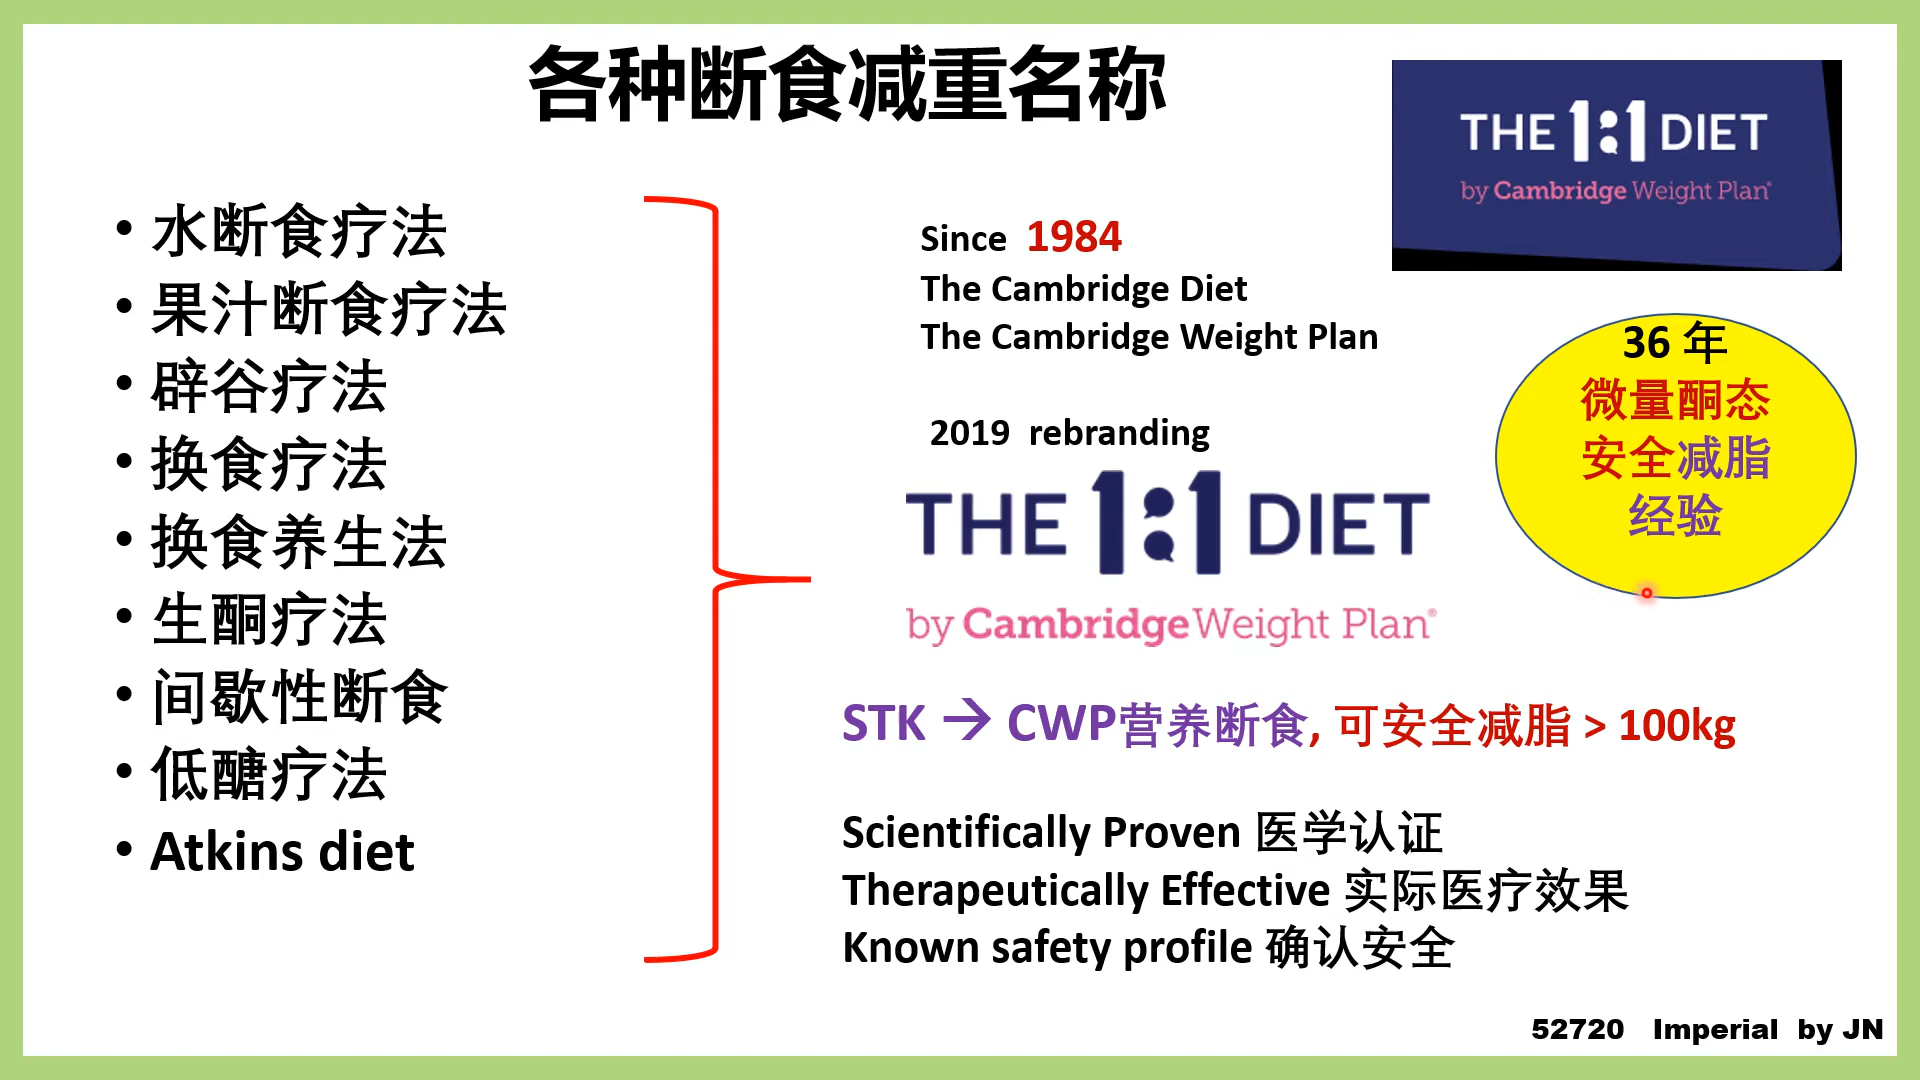 各种断食减重名称
THE 1:1 DIET
by Cambridge Weight Plan®
• 水断食疗法
• 果汁断食疗法
• 辟谷疗法
• 换食疗法
• 换食养生法
• 生酮疗法
• 间歇性断食
• 低醣疗法
• Atkins diet
Since 1984
The Cambridge Diet
The Cambridge Weight Plan
2019 rebranding
THE 1:1 DIET
by Cambridge Weight Plan®
36 年
微量酮态
安全减脂
经验
STK → CWP营养断食, 可安全减脂 > 100kg
Scientifically Proven 医学认证
Therapeutically Effective 实际医疗效果
Known safety profile 确认安全
52720 Imperial by JN